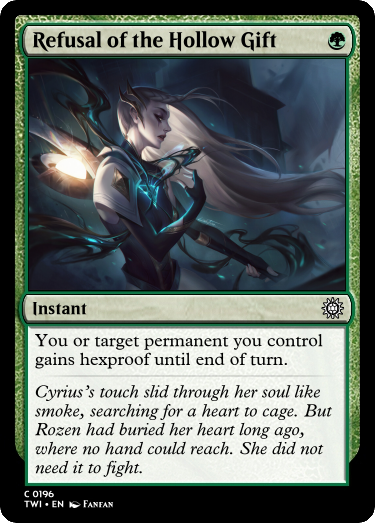 Refusal of the Hollow Gift
Instant
You or target permanent you control
gains hexproof until end of turn.
Cyrius's touch slid through her soul like
smoke, searching for a heart to cage. But
Rozen had buried her heart long ago,
where no hand could reach. She did not
need it to fight.
C 0196
TWI • EN Fanfan